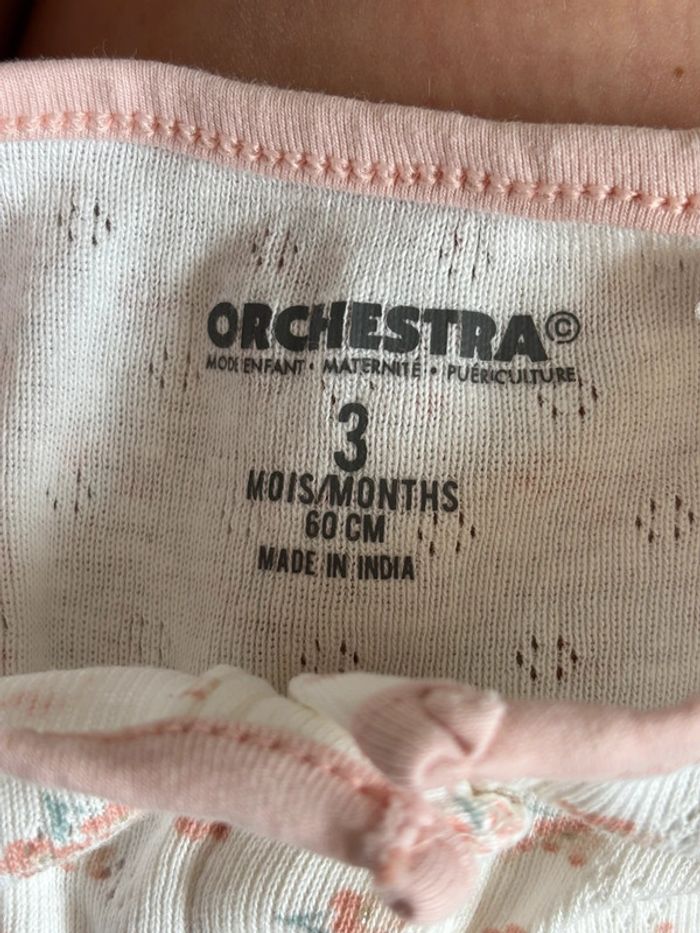 ORCHESTRA©
MODE ENFANT • MATERNITÉ • PUÉRICULTURE
3
MOIS/MONTHS
60 CM
MADE IN INDIA